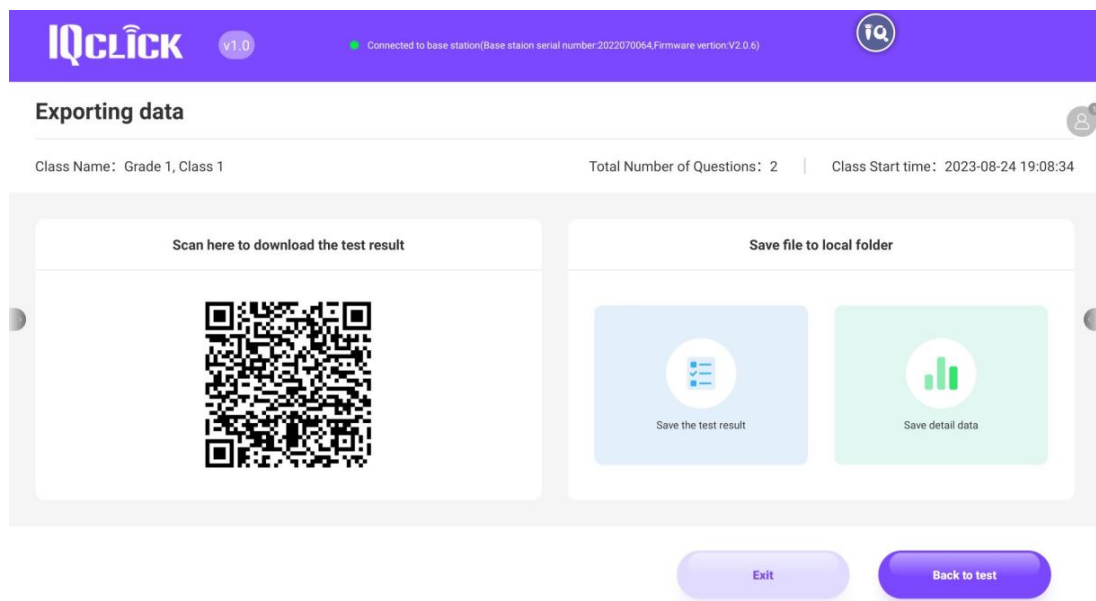 IQCLICK v1.0 Connected to base station(Base staion serial number:2022070064,Firmware vertion:V2.0.6) IQ
Exporting data
Class Name: Grade 1, Class 1 Total Number of Questions: 2 Class Start time: 2023-08-24 19:08:34
Scan here to download the test result Save file to local folder
Save the test result Save detail data
Exit Back to test